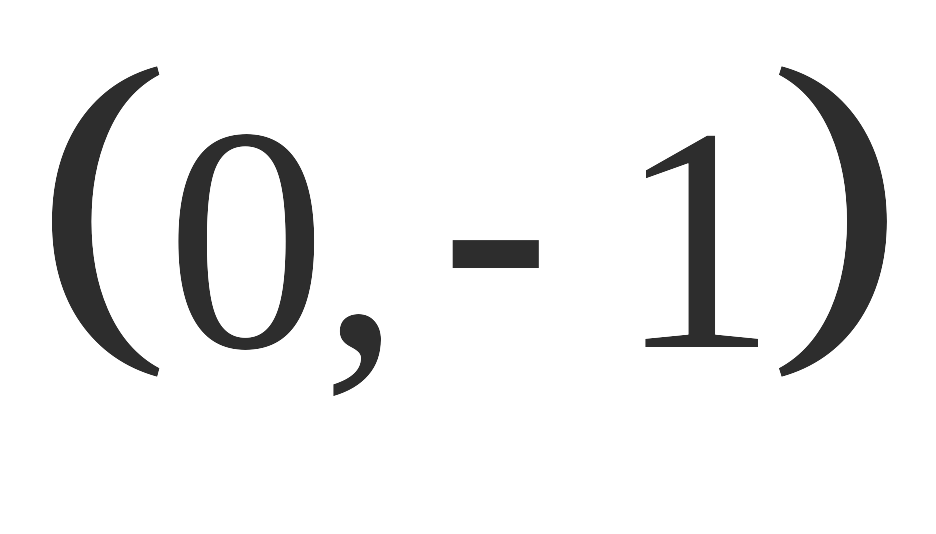 (0, - 1)